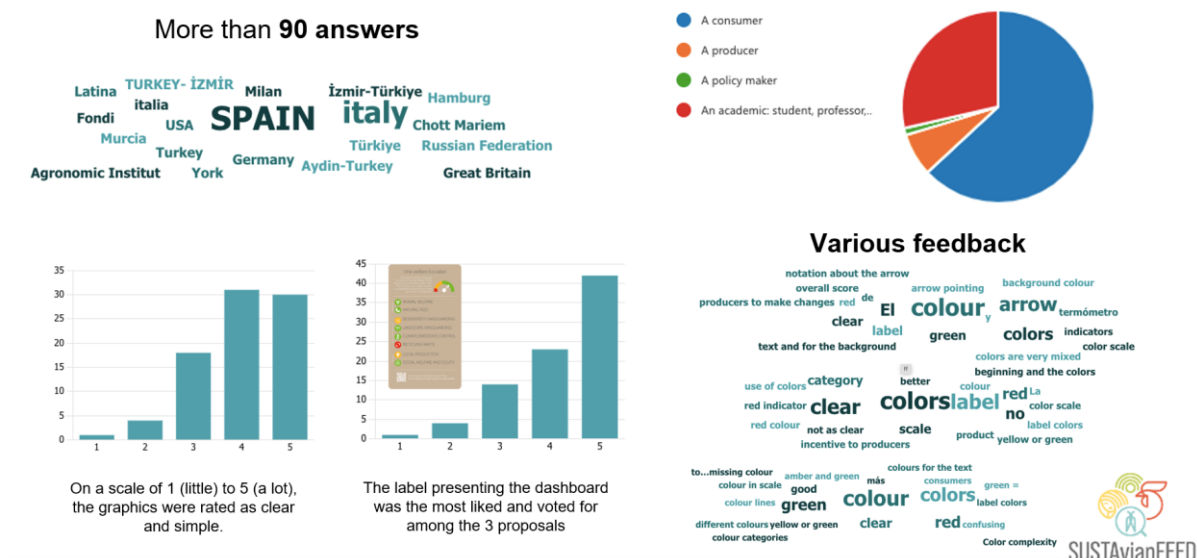 More than 90 answers
Latina TURKEY- İZMİR Milan İzmir-Türkiye Hamburg
italia
Fondi USA SPAIN italy Chott Mariem
Murcia Türkiye Russian Federation
Turkey Germany Aydin-Turkey
Agronomic Institut York Great Britain
A consumer
A producer
A policy maker
An academic: student, professor,..
35
30
25
20
15
10
5
0
1 2 3 4 5
On a scale of 1 (little) to 5 (a lot),
the graphics were rated as clear
and simple.
45
40
35
30
25
20
15
10
5
0
1 2 3 4 5
The label presenting the dashboard
was the most liked and voted for
among the 3 proposals
Various feedback
notation about the arrow
overall score arrow pointing background colour
producers to make changes red de El colour y arrow termómetro
clear label green colors indicators
text and for the background color scale
colors are very mixed
better beginning and the colors
use of colors category colour
red indicator clear colors label red La
no color scale
red colour not as clear scale label colors
incentive to producers product yellow or green
to...missing colour amber and green más colours for the text
colour in scale good consumers green =
colour lines green colour colors label colors
different colours yellow or green clear red confusing
colour categories Color complexity
SUSTAvianFEED